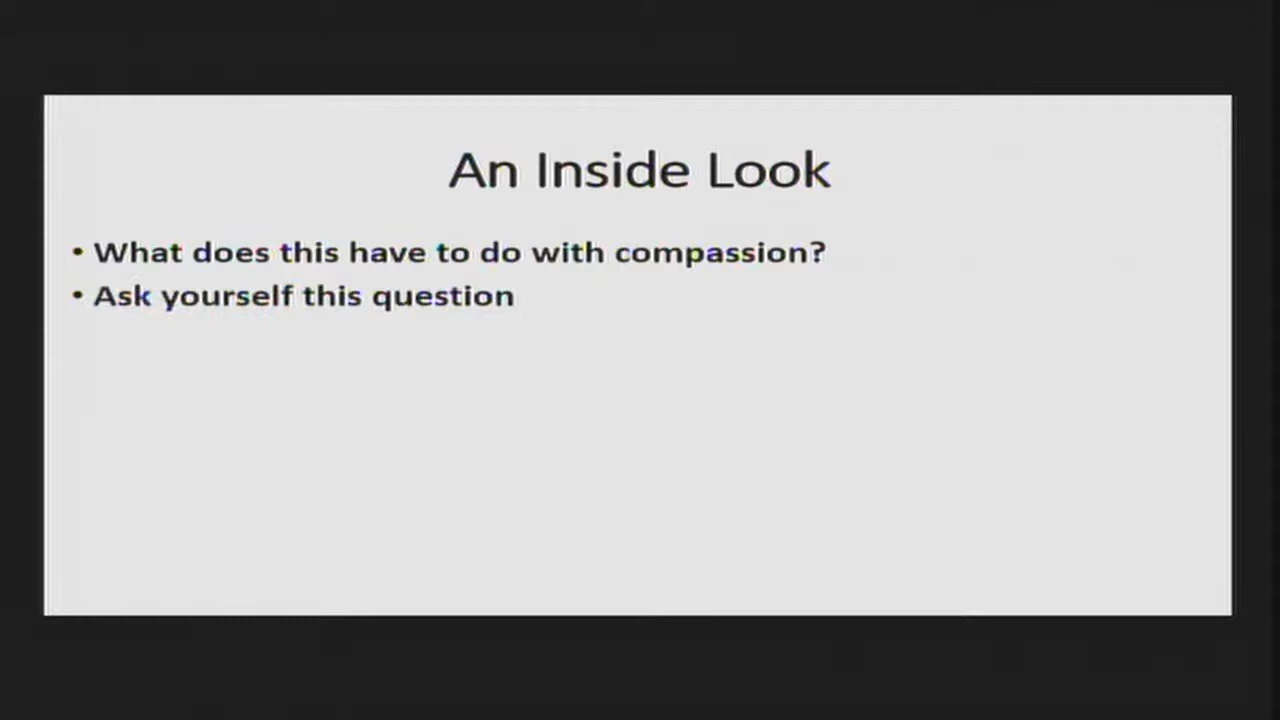 An Inside Look
• What does this have to do with compassion?
• Ask yourself this question